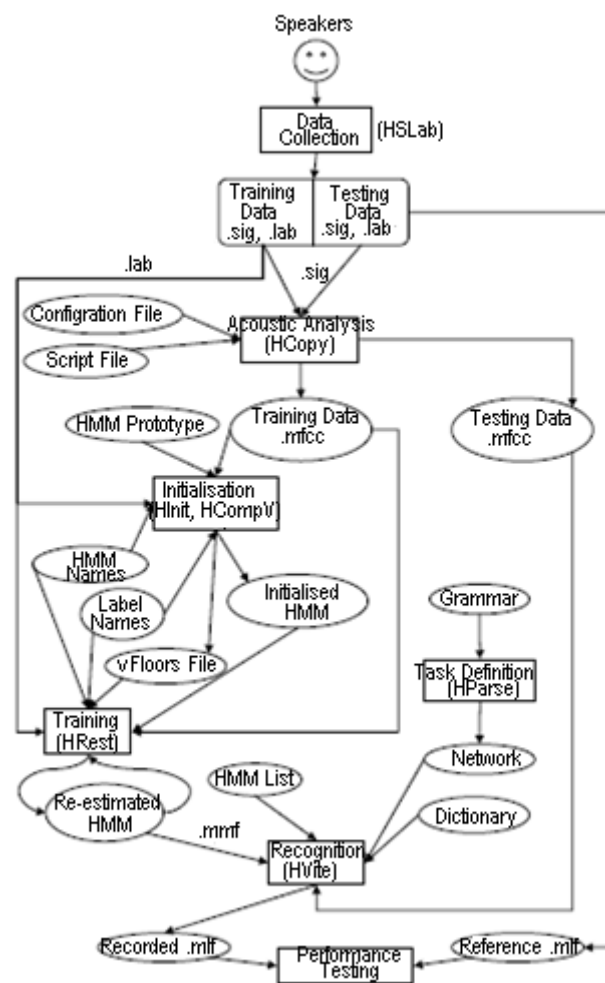 Speakers
Data
Collection
(HSLab)
Training
Data
.sig, .lab
Testing
Data
.sig, .lab
.lab
.sig
Configration File
Script File
Acoustic Analysis
(HCopy)
HMM Prototype
Training Data
.mfcc
Testing Data
.mfcc
Initialisation
(HInit, HCompV)
HMM
Names
Label
Names
Initialised
HMM
vFloors File
Grammar
Task Definition
(HParse)
Training
(HRest)
Network
HMM List
Re-estimated
HMM
.mmf
Dictionary
Recognition
(HVite)
Recorded .mlf
Performance
Testing
Reference .mlf